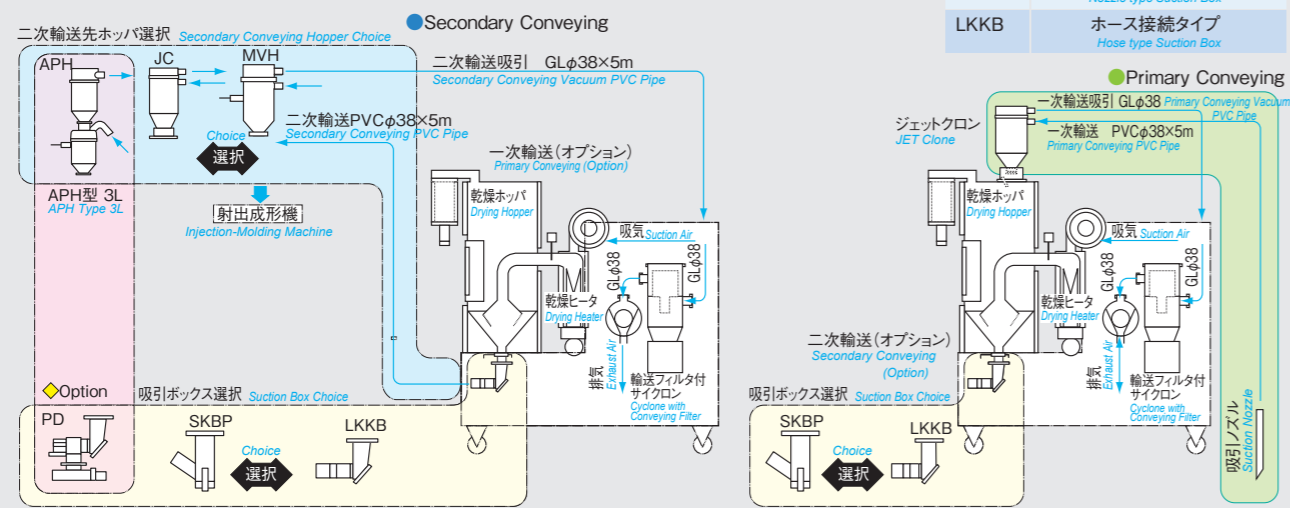 Nozzle type Suction Box
LKKB
ホース接続タイプ
Hose type Suction Box
●Secondary Conveying
二次輸送先ホッパ選択 Secondary Conveying Hopper Choice
APH
JC
MVH
二次輸送吸引 GLφ38×5m
Secondary Conveying Vacuum PVC Pipe
二次輸送PVCφ38×5m
Secondary Conveying PVC Pipe
Choice
選択
APH型 3L
APH Type 3L
射出成形機
Injection-Molding Machine
一次輸送(オプション)
Primary Conveying (Option)
乾燥ホッパ
Drying Hopper
吸気 Suction Air
GLφ38
GLφ38
乾燥ヒータ
Drying Heater
排気
Exhaust Air
輸送フィルタ付
サイクロン
Cyclone with
Conveying Filter
◆Option
PD
吸引ボックス選択 Suction Box Choice
SKBP
LKKB
Choice
選択
●Primary Conveying
一次輸送吸引 GLφ38 Primary Conveying Vacuum
PVC Pipe
一次輸送 PVCφ38×5m
Primary Conveying PVC Pipe
ジェットクロン
JET Clone
乾燥ホッパ
Drying Hopper
吸気 Suction Air
GLφ38
GLφ38
乾燥ヒータ
Drying Heater
二次輸送(オプション)
Secondary Conveying
(Option)
排気
Exhaust Air
輸送フィルタ付
サイクロン
Cyclone with
Conveying Filter
吸引ボックス選択 Suction Box Choice
SKBP
LKKB
Choice
選択
吸引ノズル
Suction Nozzle